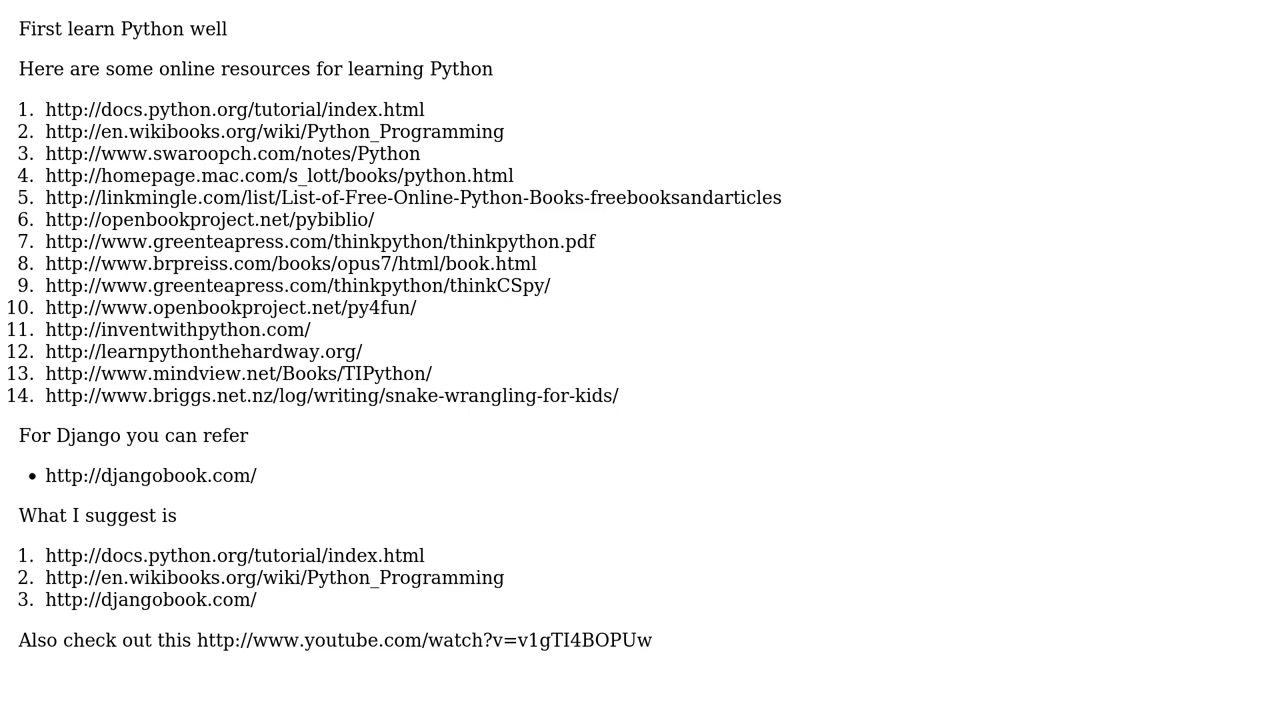 First learn Python well
Here are some online resources for learning Python
1. http://docs.python.org/tutorial/index.html
2. http://en.wikibooks.org/wiki/Python_Programming
3. http://www.swaroopch.com/notes/Python
4. http://homepage.mac.com/s_lott/books/python.html
5. http://linkmingle.com/list/List-of-Free-Online-Python-Books-freebooksandarticles
6. http://openbookproject.net/pybiblio/
7. http://www.greenteapress.com/thinkpython/thinkpython.pdf
8. http://www.brpreiss.com/books/opus7/html/book.html
9. http://www.greenteapress.com/thinkpython/thinkCSpy/
10. http://www.openbookproject.net/py4fun/
11. http://inventwithpython.com/
12. http://learnpythonthehardway.org/
13. http://www.mindview.net/Books/TIPython/
14. http://www.briggs.net.nz/log/writing/snake-wrangling-for-kids/
For Django you can refer
• http://djangobook.com/
What I suggest is
1. http://docs.python.org/tutorial/index.html
2. http://en.wikibooks.org/wiki/Python_Programming
3. http://djangobook.com/
Also check out this http://www.youtube.com/watch?v=v1gTI4BOPUw